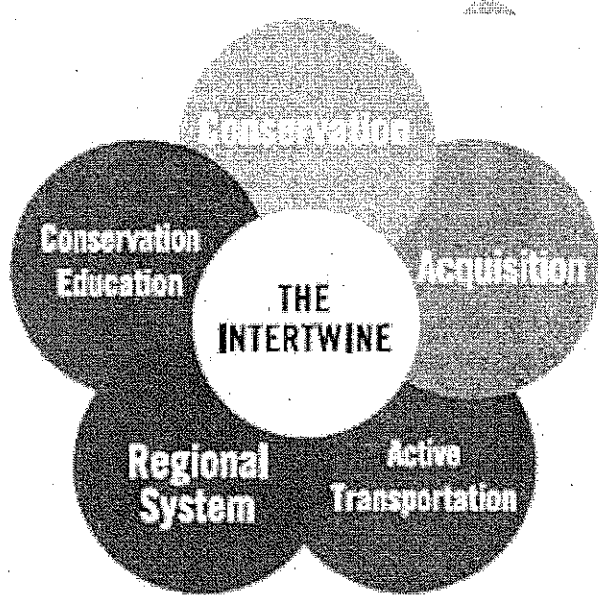 Conservation
Conservation
Education
Acquisition
THE
INTERTWINE
Regional
System
Active
Transportation